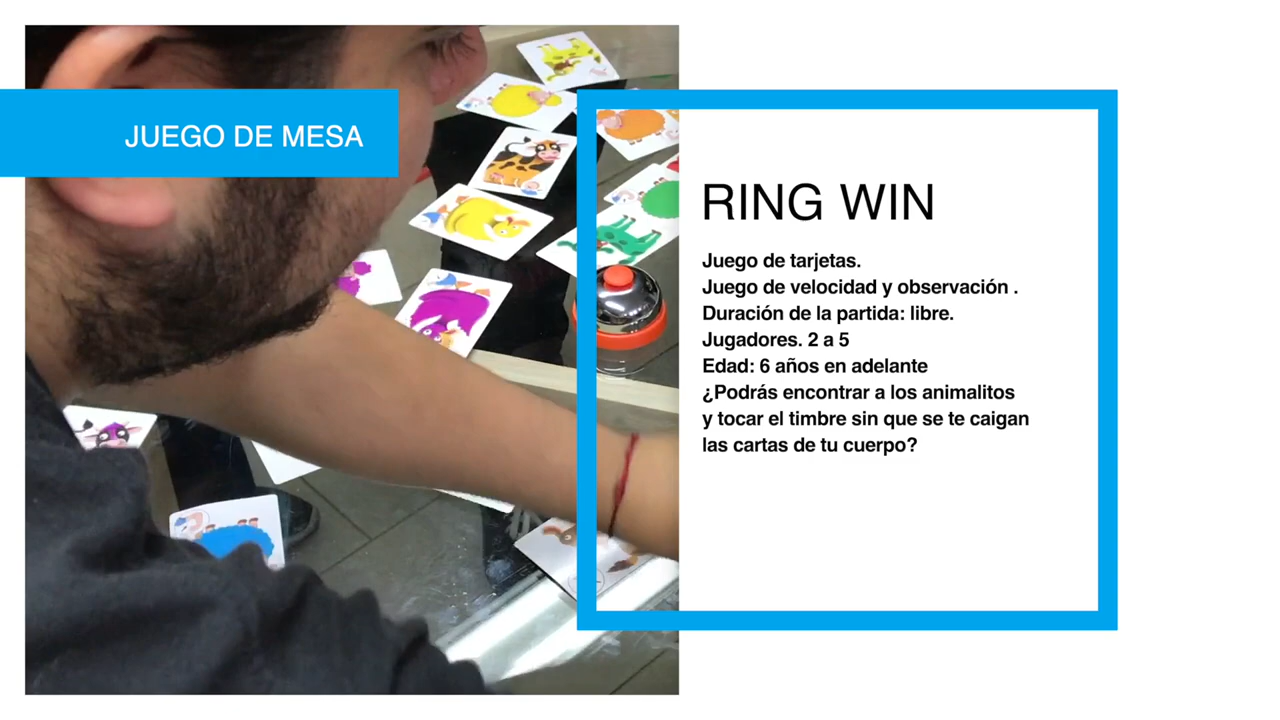 JUEGO DE MESA
RING WIN
Juego de tarjetas.
Juego de velocidad y observación .
Duración de la partida: libre.
Jugadores. 2 a 5
Edad: 6 años en adelante
¿Podrás encontrar a los animalitos
y tocar el timbre sin que se te caigan
las cartas de tu cuerpo?